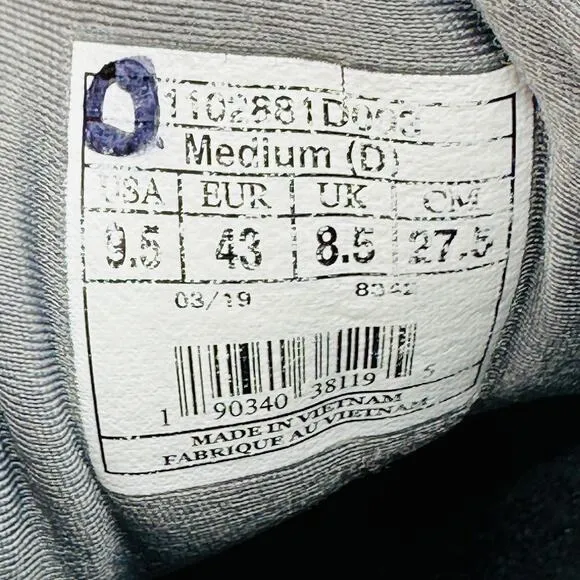 1102881D093
Medium (D)
USA EUR UK CM
9.5 43 8.5 27.5
03/19 8342
1 90340 38119 5
MADE IN VIETNAM
FABRIQUE AU VIETNAM